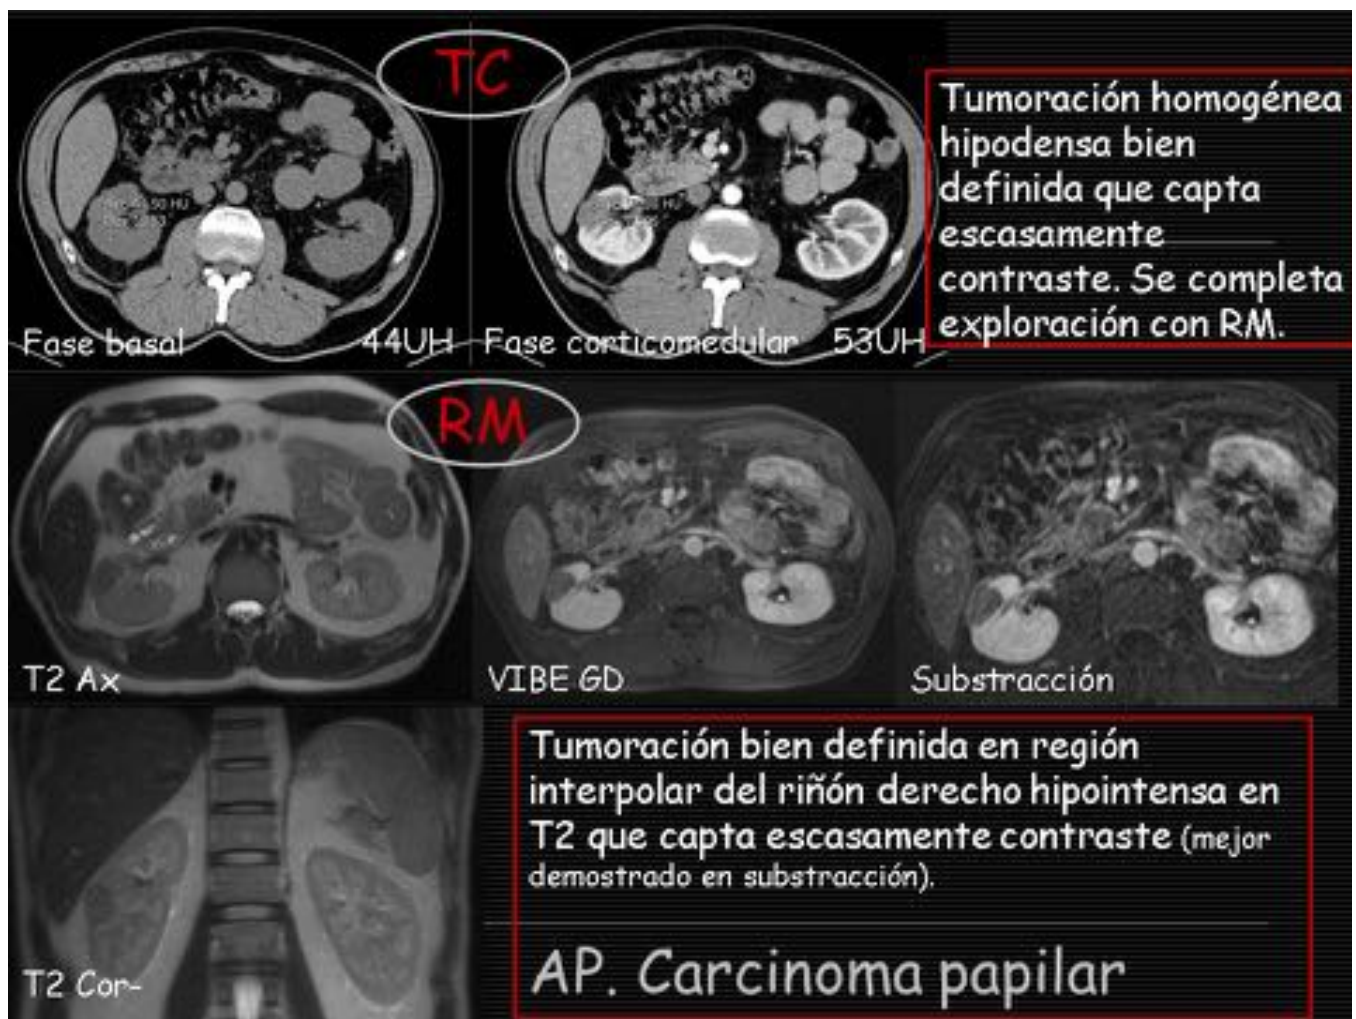 TC
Tumoración homogénea
hipodensa bien
definida que capta
escasamente
contraste. Se completa
exploración con RM.
Fase basal
44UH
Fase corticomedular
53UH
RM
T2 Ax
VIBE GD
Substracción
Tumoración bien definida en región
interpolar del riñón derecho hipointensa en
T2 que capta escasamente contraste (mejor
demostrado en substracción).
T2 Cor-
AP. Carcinoma papilar